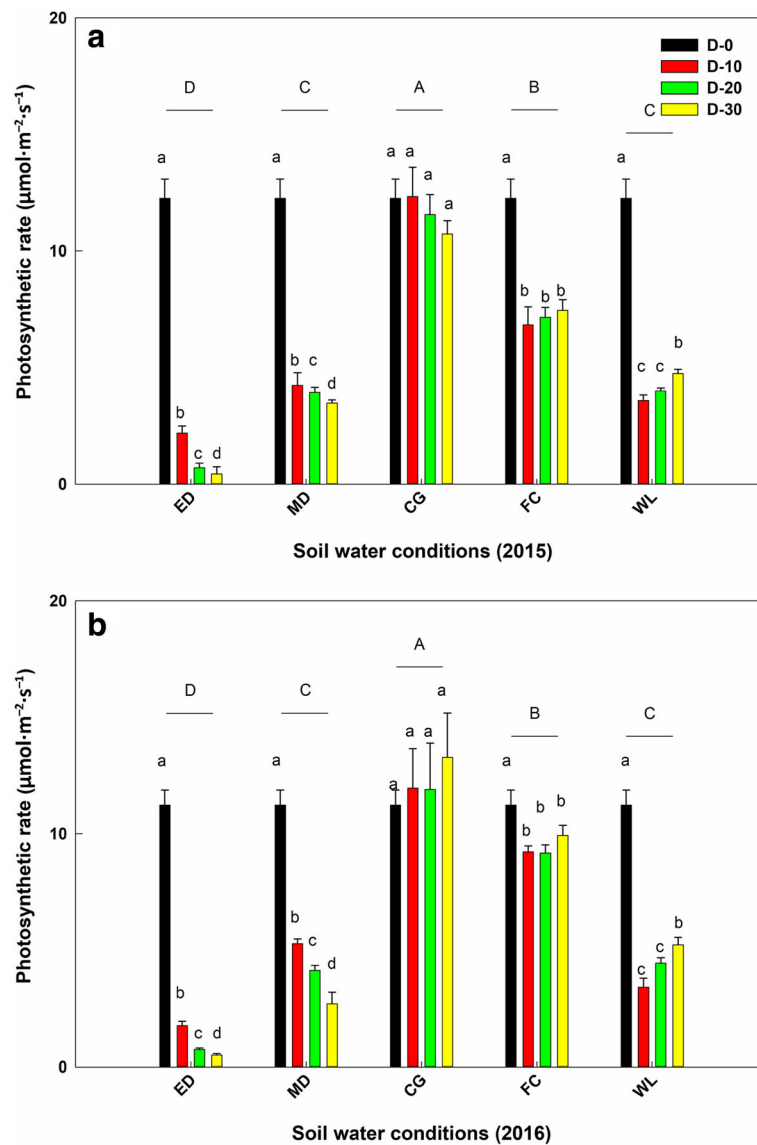 a
20
10
0
Photosynthetic rate (µmol·m⁻²·s⁻¹)
D-0
D-10
D-20
D-30
D
C
A
B
C
a
b
c
d
a
b
c
d
a
a
a
a
a
b
b
b
a
c
c
b
ED
MD
CG
FC
WL
Soil water conditions (2015)
b
20
10
0
Photosynthetic rate (µmol·m⁻²·s⁻¹)
D
C
A
B
C
a
b
c
d
a
b
c
d
a
a
a
a
a
b
b
b
a
c
c
b
ED
MD
CG
FC
WL
Soil water conditions (2016)